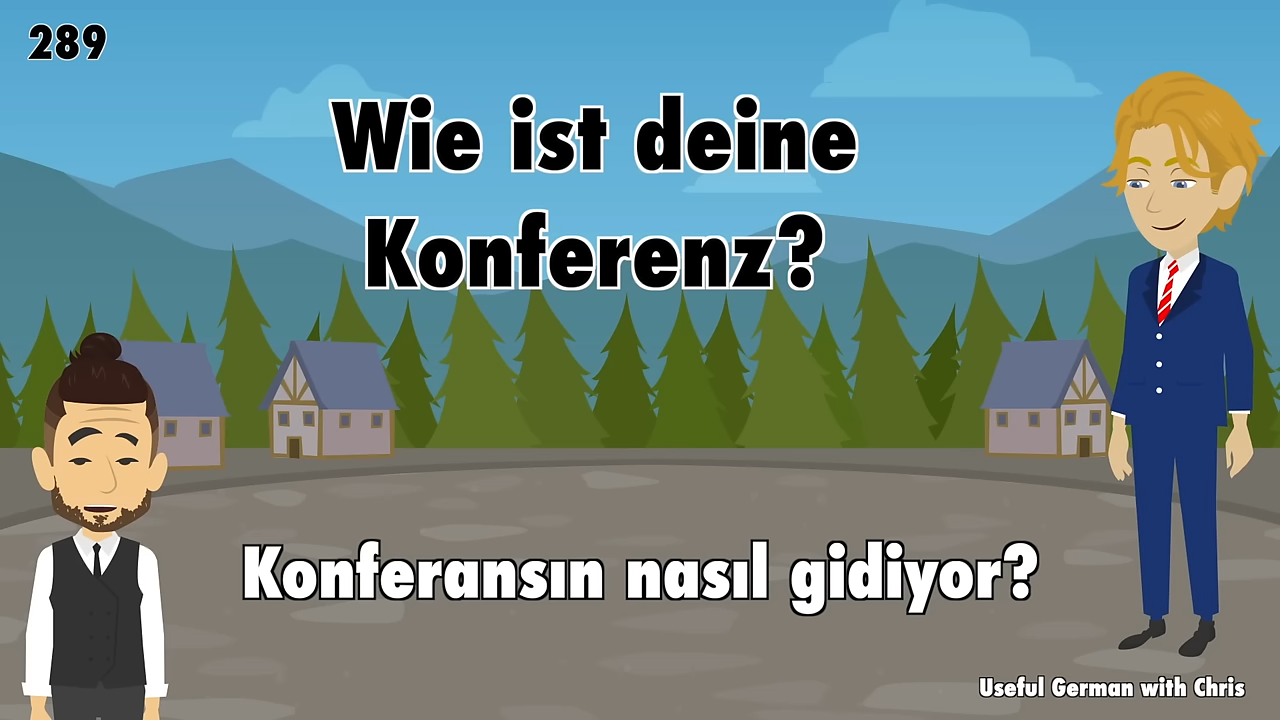 289
Wie ist deine
Konferenz?
Konferansın nasıl gidiyor?
Useful German with Chris